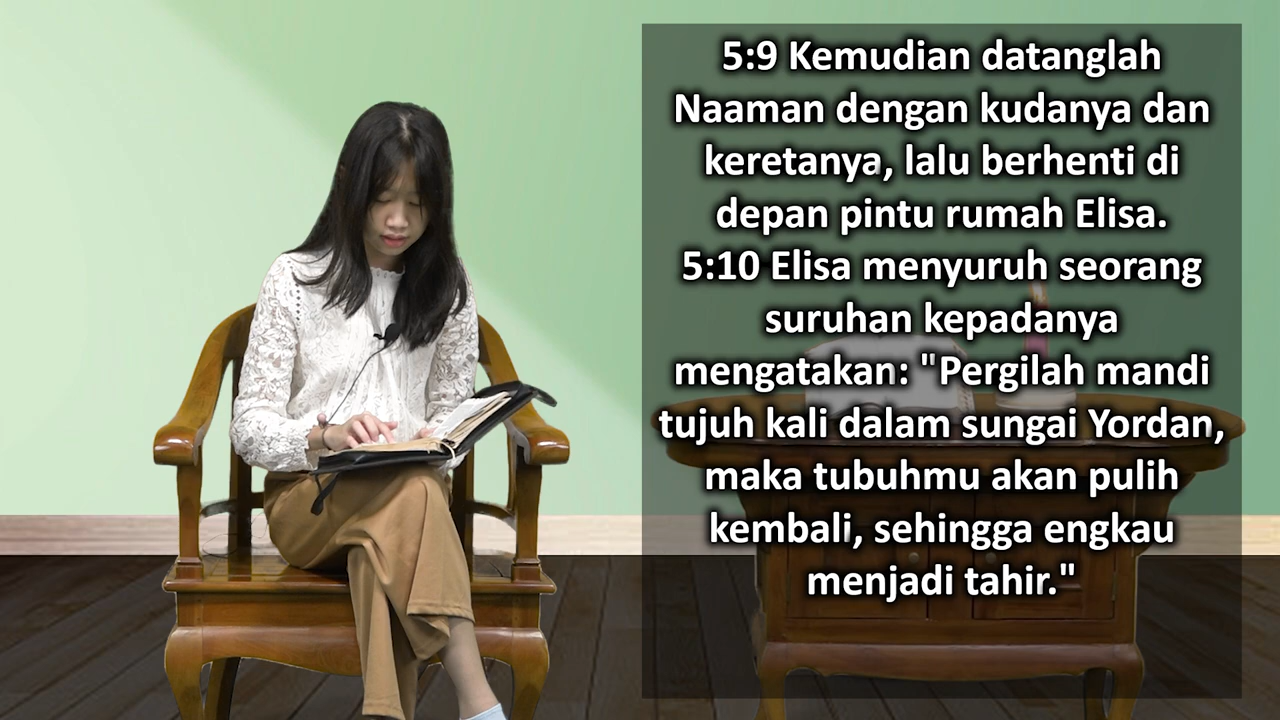 5:9 Kemudian datanglah
Naaman dengan kudanya dan
keretanya, lalu berhenti di
depan pintu rumah Elisa.
5:10 Elisa menyuruh seorang
suruhan kepadanya
mengatakan: "Pergilah mandi
tujuh kali dalam sungai Yordan,
maka tubuhmu akan pulih
kembali, sehingga engkau
menjadi tahir."